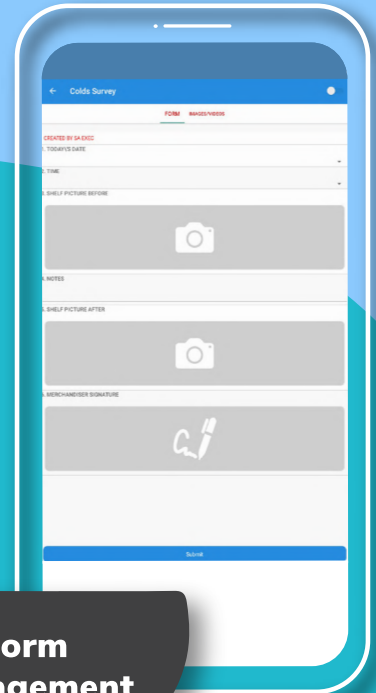 Colds Survey
FORM IMAGES/VIDEOS
CREATED BY SA EXEC
1. TODAY'S DATE
2. TIME
3. SHELF PICTURE BEFORE
4. NOTES
5. SHELF PICTURE AFTER
6. MERCHANDISER SIGNATURE
Submit
orm
agement